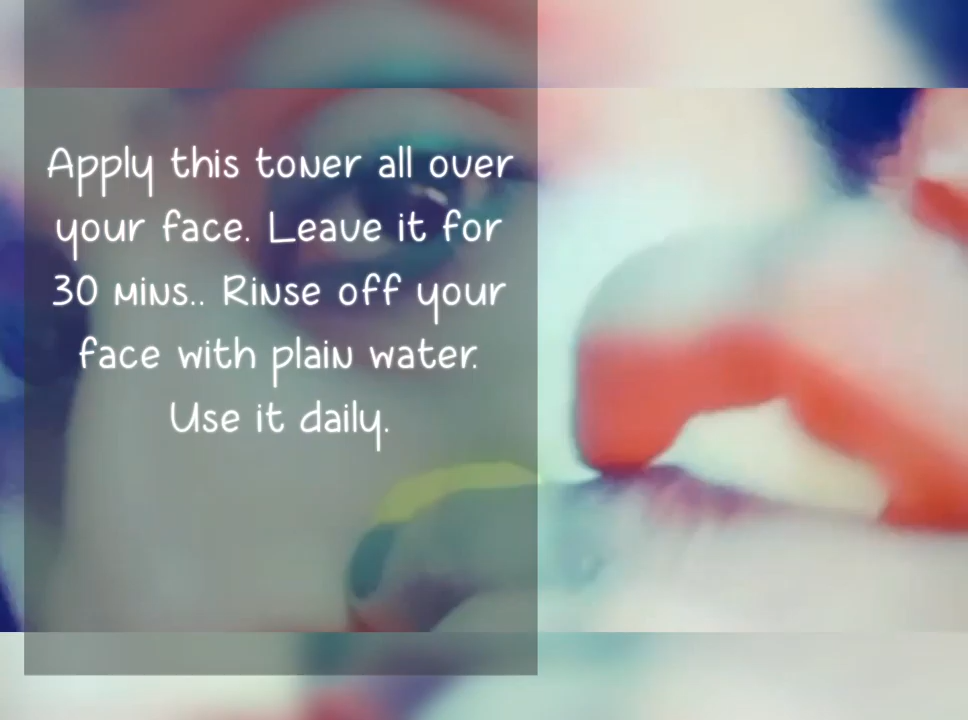 Apply this toner all over
your face. Leave it for
30 mins.. Rinse off your
face with plain water.
Use it daily.